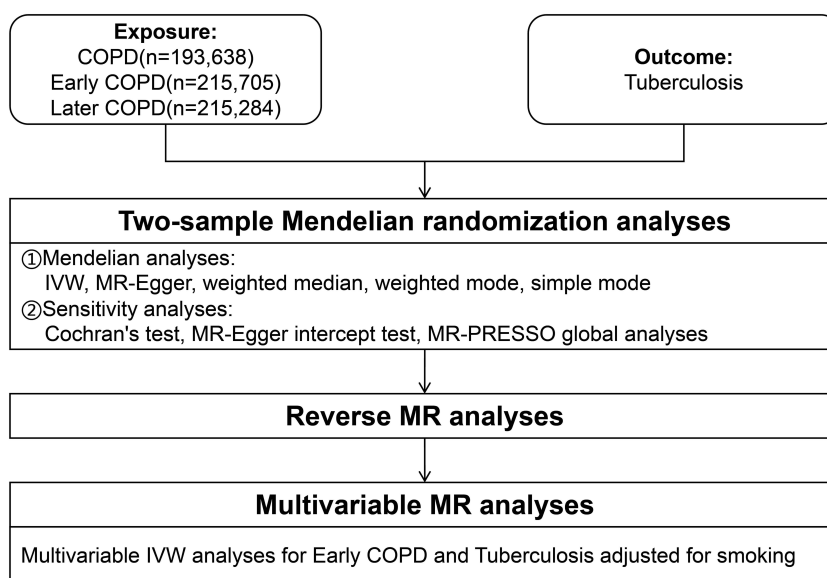 Exposure:
COPD(n=193,638)
Early COPD(n=215,705)
Later COPD(n=215,284)
Outcome:
Tuberculosis
Two-sample Mendelian randomization analyses
①Mendelian analyses:
IVW, MR-Egger, weighted median, weighted mode, simple mode
②Sensitivity analyses:
Cochran's test, MR-Egger intercept test, MR-PRESSO global analyses
Reverse MR analyses
Multivariable MR analyses
Multivariable IVW analyses for Early COPD and Tuberculosis adjusted for smoking